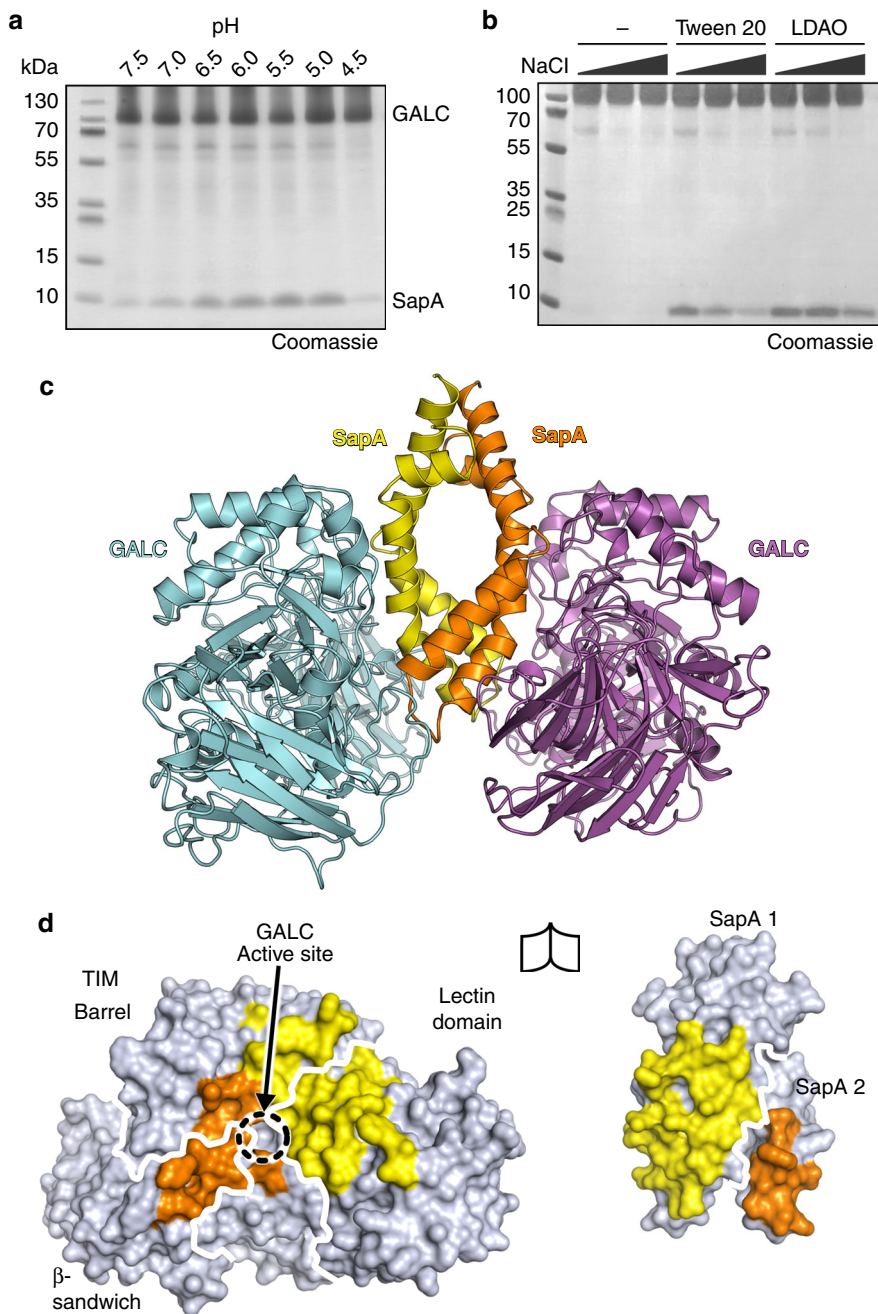 a
pH
kDa
7.5 7.0 6.5 6.0 5.5 5.0 4.5
130
70
55
35
15
10
GALC
SapA
Coomassie
b
– Tween 20 LDAO
NaCl
100
70
55
35
25
15
10
Coomassie
c
SapA SapA
GALC GALC
d
GALC
Active site
TIM
Barrel
Lectin
domain
β-
sandwich
SapA 1
SapA 2